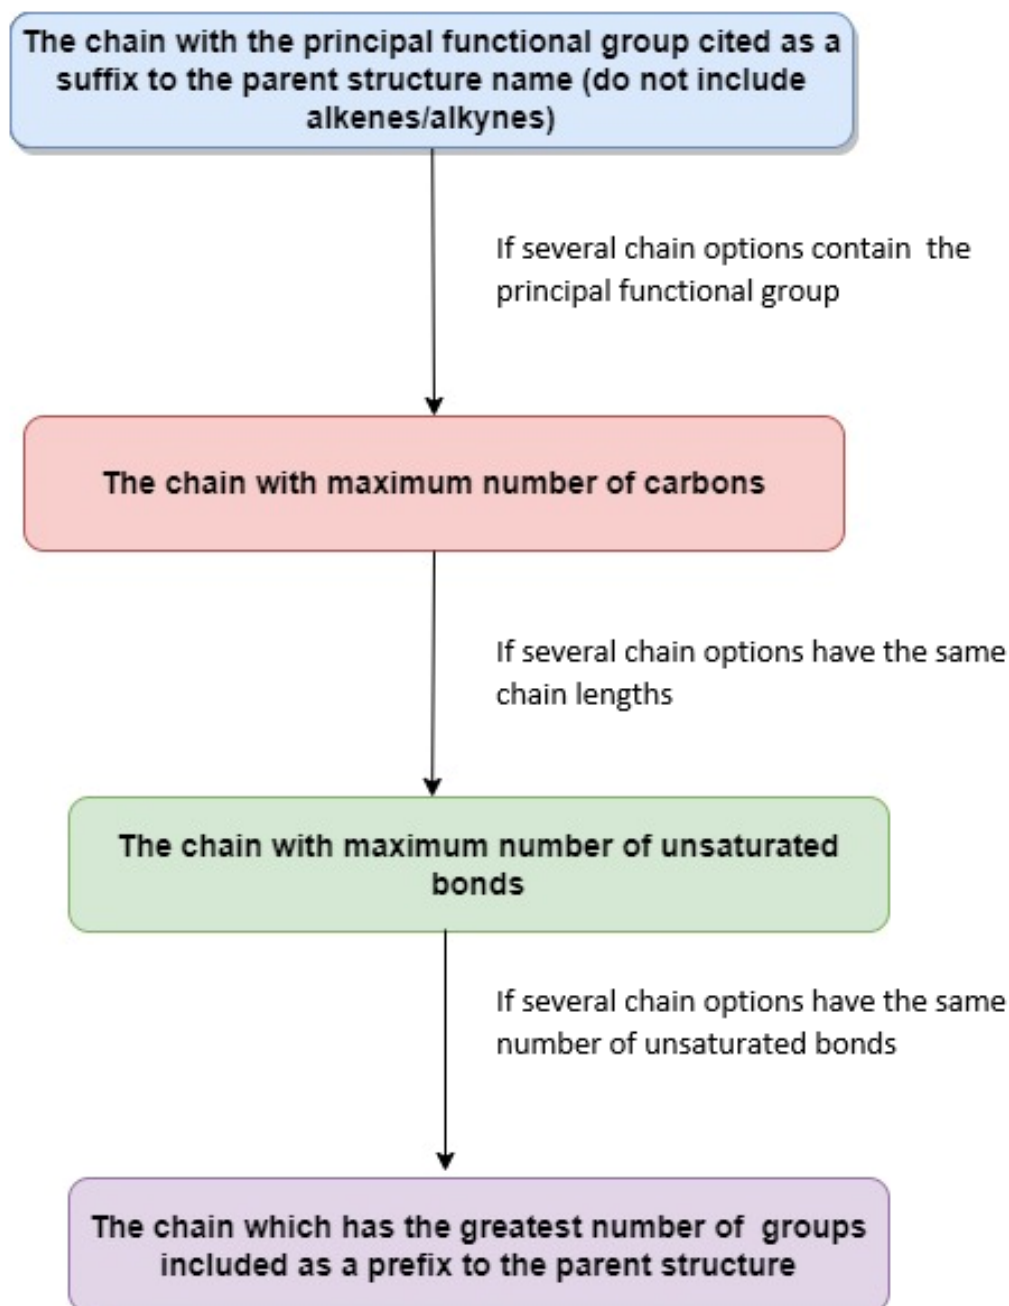 The chain with the principal functional group cited as a
suffix to the parent structure name (do not include
alkenes/alkynes)
If several chain options contain  the
principal functional group
The chain with maximum number of carbons
If several chain options have the same
chain lengths
The chain with maximum number of unsaturated
bonds
If several chain options have the same
number of unsaturated bonds
The chain which has the greatest number of  groups
included as a prefix to the parent structure